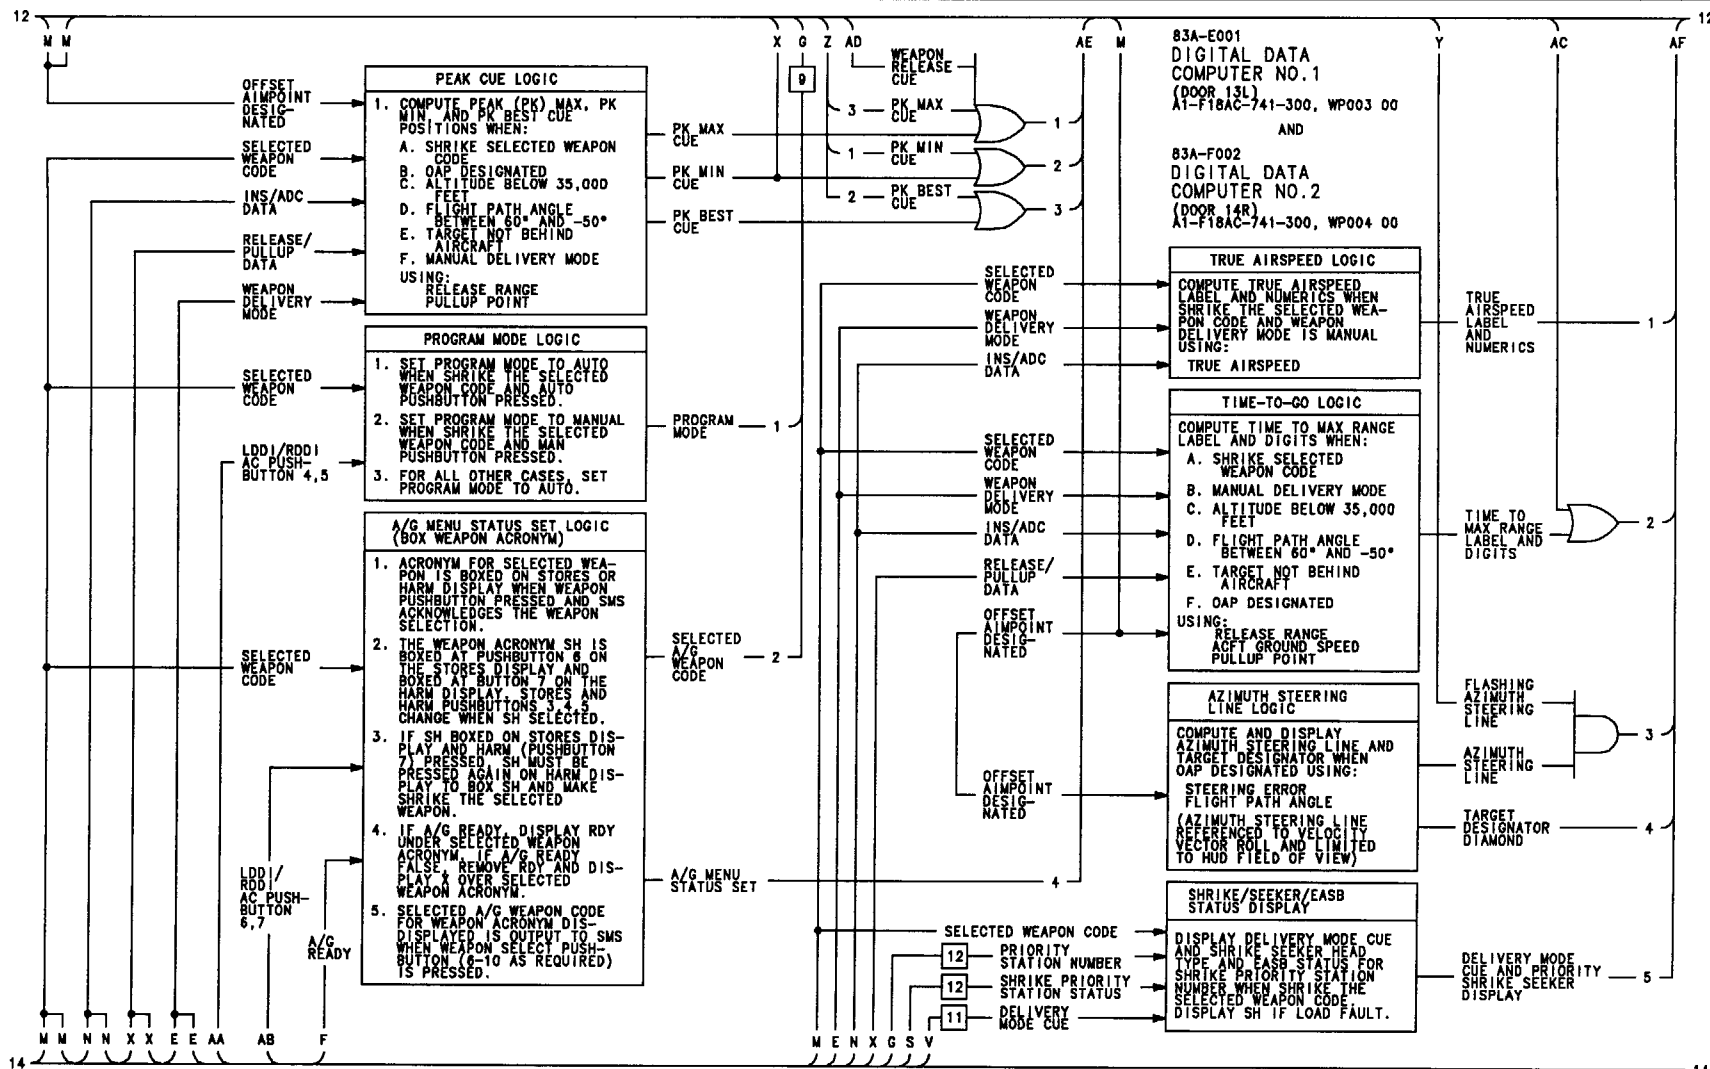 12
12
M M
X G Z AD
AE M
Y
AC
AF
OFFSET
AIMPOINT
DESIG-
NATED
SELECTED
WEAPON
CODE
INS/ADC
DATA
RELEASE/
PULLUP
DATA
WEAPON
DELIVERY
MODE
PEAK CUE LOGIC
1. COMPUTE PEAK (PK) MAX, PK
MIN, AND PK BEST CUE
POSITIONS WHEN:
A. SHRIKE SELECTED WEAPON
CODE
B. OAP DESIGNATED
C. ALTITUDE BELOW 35,000
FEET
D. FLIGHT PATH ANGLE
BETWEEN 60° AND -50°
E. TARGET NOT BEHIND
AIRCRAFT
F. MANUAL DELIVERY MODE
USING:
RELEASE RANGE
PULLUP POINT
PK MAX
CUE
PK MIN
CUE
PK BEST
CUE
9
WEAPON
RELEASE
CUE
3 PK MAX
CUE
1 PK MIN
CUE
2 PK BEST
CUE
1
2
3
83A-E001
DIGITAL DATA
COMPUTER NO.1
(DOOR 13L)
A1-F18AC-741-300, WP003 00
AND
83A-F002
DIGITAL DATA
COMPUTER NO.2
(DOOR 14R)
A1-F18AC-741-300, WP004 00
SELECTED
WEAPON
CODE
LDDI/RDDI
AC PUSH-
BUTTON 4,5
PROGRAM MODE LOGIC
1. SET PROGRAM MODE TO AUTO
WHEN SHRIKE THE SELECTED
WEAPON CODE AND AUTO
PUSHBUTTON PRESSED.
2. SET PROGRAM MODE TO MANUAL
WHEN SHRIKE THE SELECTED
WEAPON CODE AND MAN
PUSHBUTTON PRESSED.
3. FOR ALL OTHER CASES, SET
PROGRAM MODE TO AUTO.
PROGRAM
MODE
1
SELECTED
WEAPON
CODE
LDDI/
RDDI
AC PUSH-
BUTTON
6,7
A/G
READY
A/G MENU STATUS SET LOGIC
(BOX WEAPON ACRONYM)
1. ACRONYM FOR SELECTED WEA-
PON IS BOXED ON STORES OR
HARM DISPLAY WHEN WEAPON
PUSHBUTTON PRESSED AND SMS
ACKNOWLEDGES THE WEAPON
SELECTION.
2. THE WEAPON ACRONYM SH IS
BOXED AT PUSHBUTTON 6 ON
THE STORES DISPLAY AND
BOXED AT BUTTON 7 ON THE
HARM DISPLAY. STORES AND
HARM PUSHBUTTONS 3,4,5
CHANGE WHEN SH SELECTED.
3. IF SH BOXED ON STORES DIS-
PLAY AND HARM (PUSHBUTTON
7) PRESSED, SH MUST BE
PRESSED AGAIN ON HARM DIS-
PLAY TO BOX SH AND MAKE
SHRIKE THE SELECTED
WEAPON.
4. IF A/G READY, DISPLAY RDY
UNDER SELECTED WEAPON
ACRONYM. IF A/G READY
FALSE, REMOVE RDY AND DIS-
PLAY X OVER SELECTED
WEAPON ACRONYM.
5. SELECTED A/G WEAPON CODE
FOR WEAPON ACRONYM DIS-
DISPLAYED IS OUTPUT TO SMS
WHEN WEAPON SELECT PUSH-
BUTTON (6-10 AS REQUIRED)
IS PRESSED.
SELECTED
A/G
WEAPON
CODE
2
A/G MENU
STATUS SET
4
SELECTED
WEAPON
CODE
WEAPON
DELIVERY
MODE
INS/ADC
DATA
TRUE AIRSPEED LOGIC
COMPUTE TRUE AIRSPEED
LABEL AND NUMERICS WHEN
SHRIKE THE SELECTED WEA-
PON CODE AND WEAPON
DELIVERY MODE IS MANUAL
USING:
TRUE AIRSPEED
TRUE
AIRSPEED
LABEL
AND
NUMERICS
1
SELECTED
WEAPON
CODE
WEAPON
DELIVERY
MODE
INS/ADC
DATA
RELEASE/
PULLUP
DATA
OFFSET
AIMPOINT
DESIG-
NATED
TIME-TO-GO LOGIC
COMPUTE TIME TO MAX RANGE
LABEL AND DIGITS WHEN:
A. SHRIKE SELECTED
WEAPON CODE
B. MANUAL DELIVERY MODE
C. ALTITUDE BELOW 35,000
FEET
D. FLIGHT PATH ANGLE
BETWEEN 60° AND -50°
E. TARGET NOT BEHIND
AIRCRAFT
F. OAP DESIGNATED
USING:
RELEASE RANGE
ACFT GROUND SPEED
PULLUP POINT
TIME TO
MAX RANGE
LABEL AND
DIGITS
2
OFFSET
AIMPOINT
DESIG-
NATED
AZIMUTH STEERING
LINE LOGIC
COMPUTE AND DISPLAY
AZIMUTH STEERING LINE AND
TARGET DESIGNATOR WHEN
OAP DESIGNATED USING:
STEERING ERROR
FLIGHT PATH ANGLE
(AZIMUTH STEERING LINE
REFERENCED TO VELOCITY
VECTOR ROLL AND LIMITED
TO HUD FIELD OF VIEW)
FLASHING
AZIMUTH
STEERING
LINE
AZIMUTH
STEERING
LINE
3
TARGET
DESIGNATOR
DIAMOND
4
SELECTED WEAPON CODE
12 PRIORITY
STATION NUMBER
12 SHRIKE PRIORITY
STATION STATUS
11 DELIVERY
MODE CUE
SHRIKE/SEEKER/EASB
STATUS DISPLAY
DISPLAY DELIVERY MODE CUE
AND SHRIKE SEEKER HEAD
TYPE AND EASB STATUS FOR
SHRIKE PRIORITY STATION
NUMBER WHEN SHRIKE THE
SELECTED WEAPON CODE.
DISPLAY SH IF LOAD FAULT.
DELIVERY MODE
CUE AND PRIORITY
SHRIKE SEEKER
DISPLAY
5
M M N N X X E E AA AB F
M E N X G S V
14